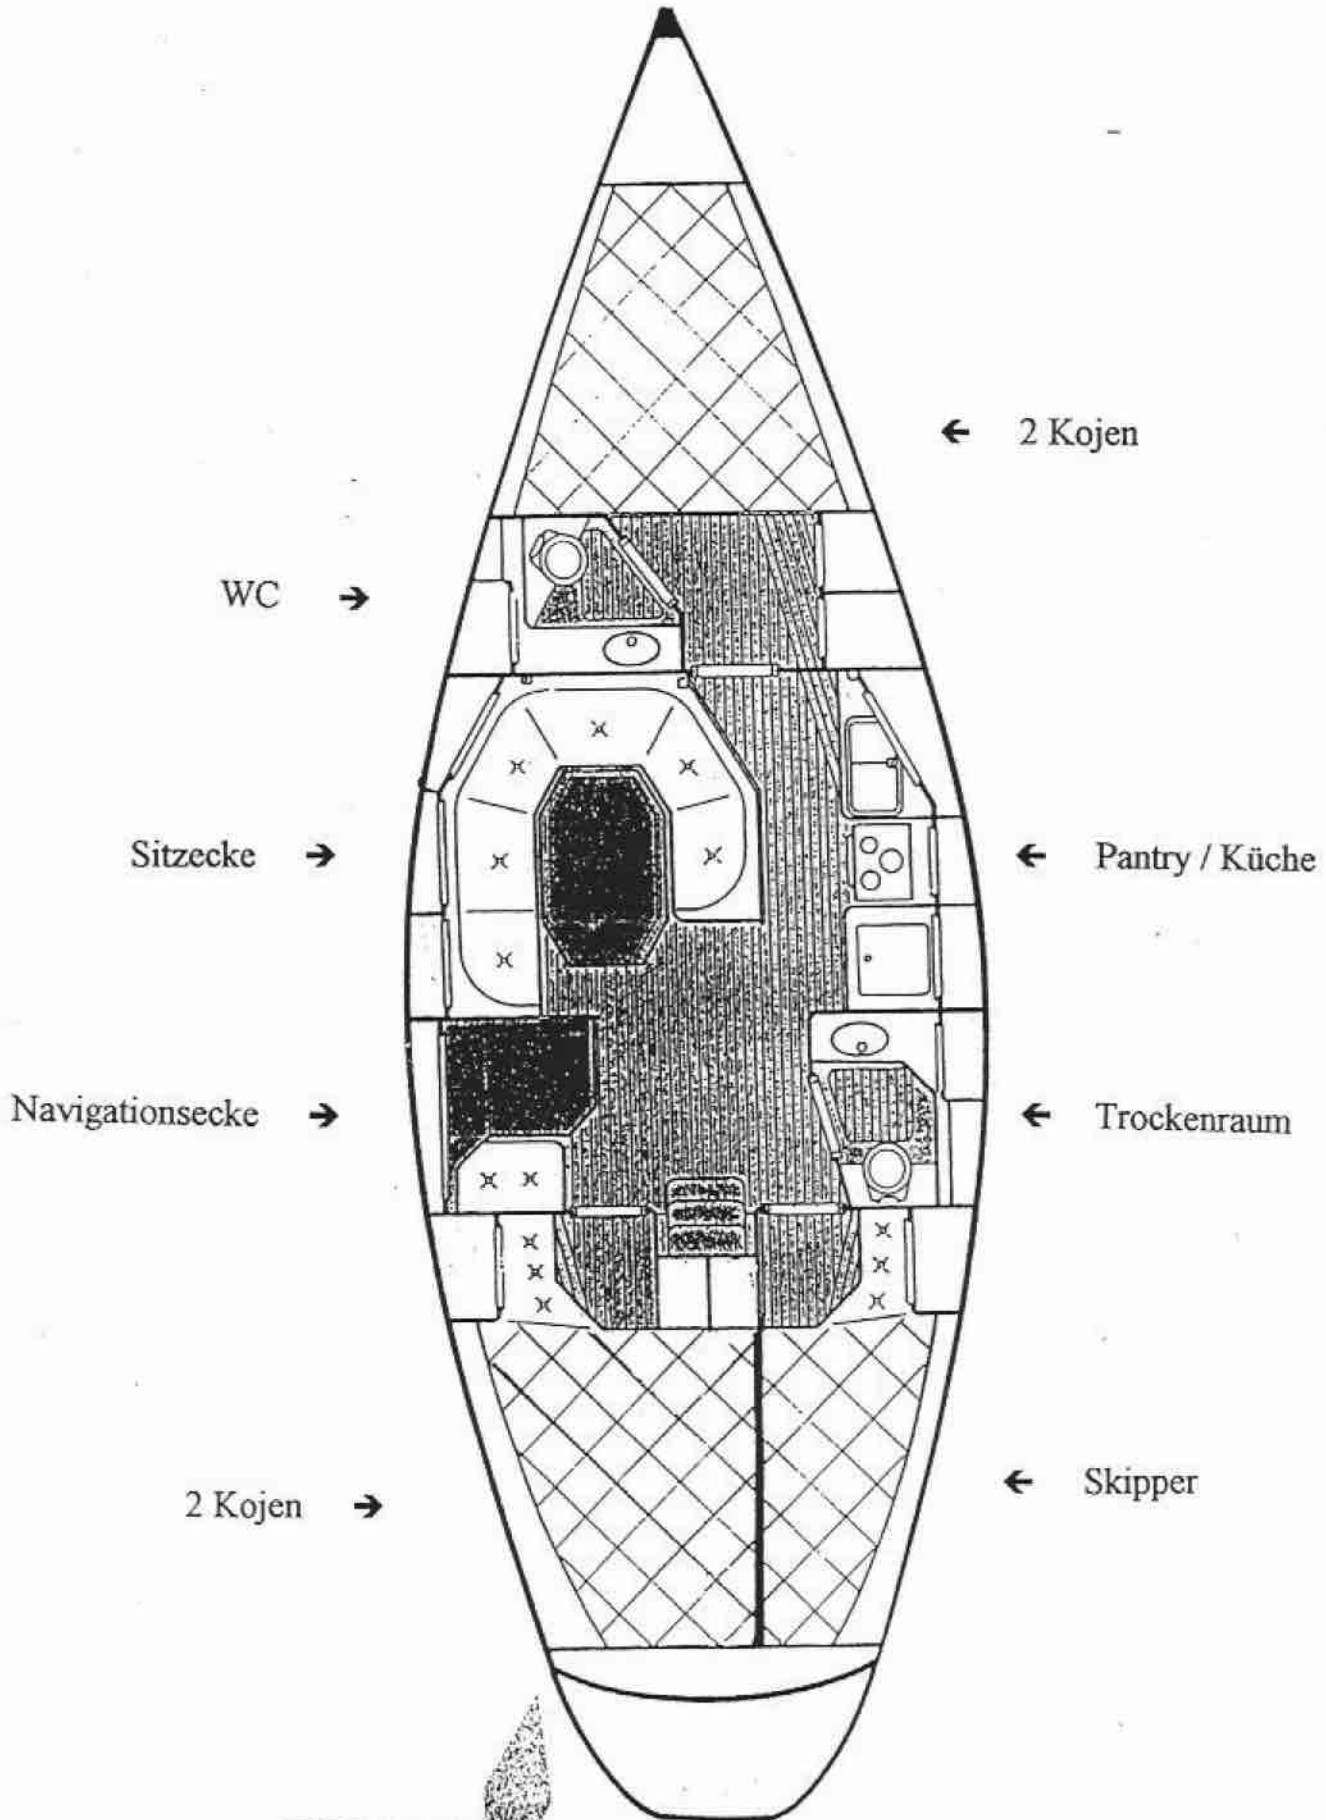 ← 2 Kojen
WC →
Sitzecke →
← Pantry / Küche
Navigationsecke →
← Trockenraum
2 Kojen →
← Skipper